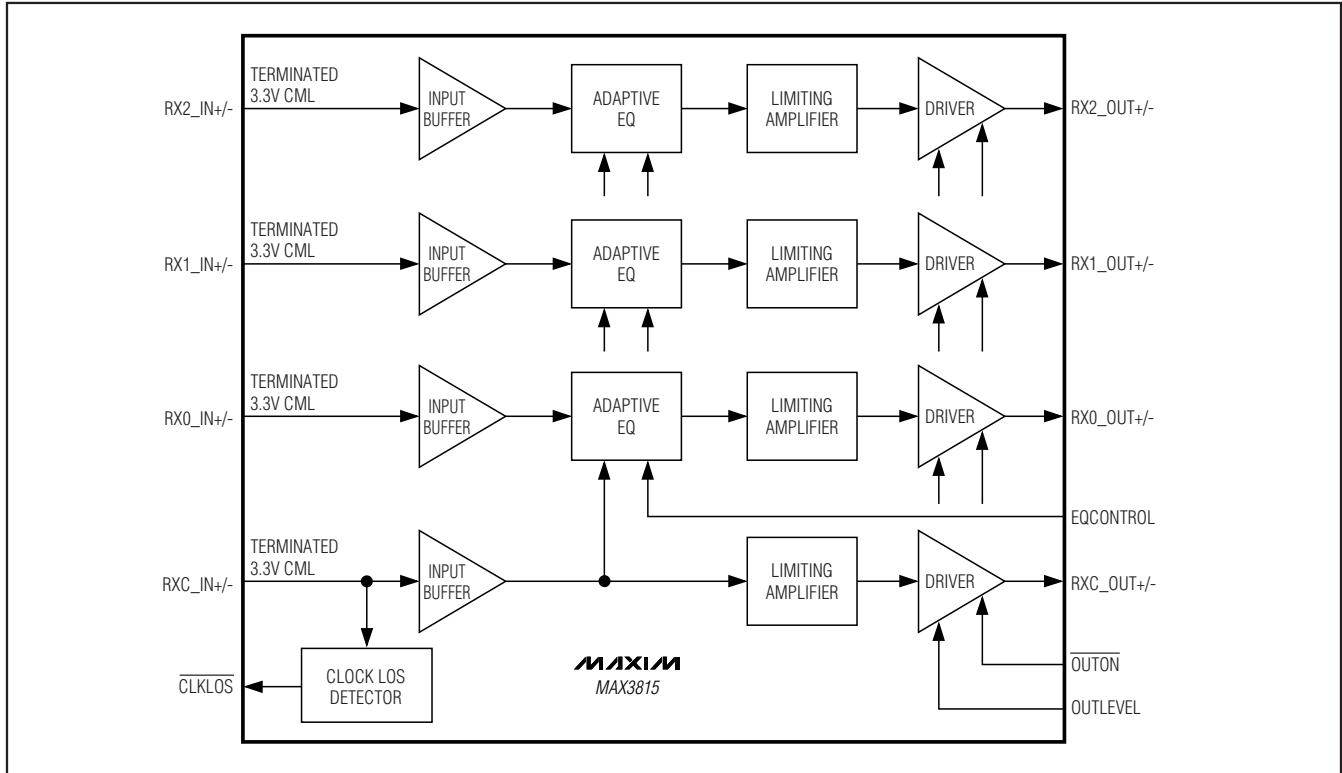 TERMINATED
3.3V CML
RX2_IN+/-
INPUT
BUFFER
ADAPTIVE
EQ
LIMITING
AMPLIFIER
DRIVER
RX2_OUT+/-
TERMINATED
3.3V CML
RX1_IN+/-
INPUT
BUFFER
ADAPTIVE
EQ
LIMITING
AMPLIFIER
DRIVER
RX1_OUT+/-
TERMINATED
3.3V CML
RX0_IN+/-
INPUT
BUFFER
ADAPTIVE
EQ
LIMITING
AMPLIFIER
DRIVER
RX0_OUT+/-
EQCONTROL
TERMINATED
3.3V CML
RXC_IN+/-
INPUT
BUFFER
LIMITING
AMPLIFIER
DRIVER
RXC_OUT+/-
CLKLOS
CLOCK LOS
DETECTOR
MAXIM
MAX3815
OUTON
OUTLEVEL